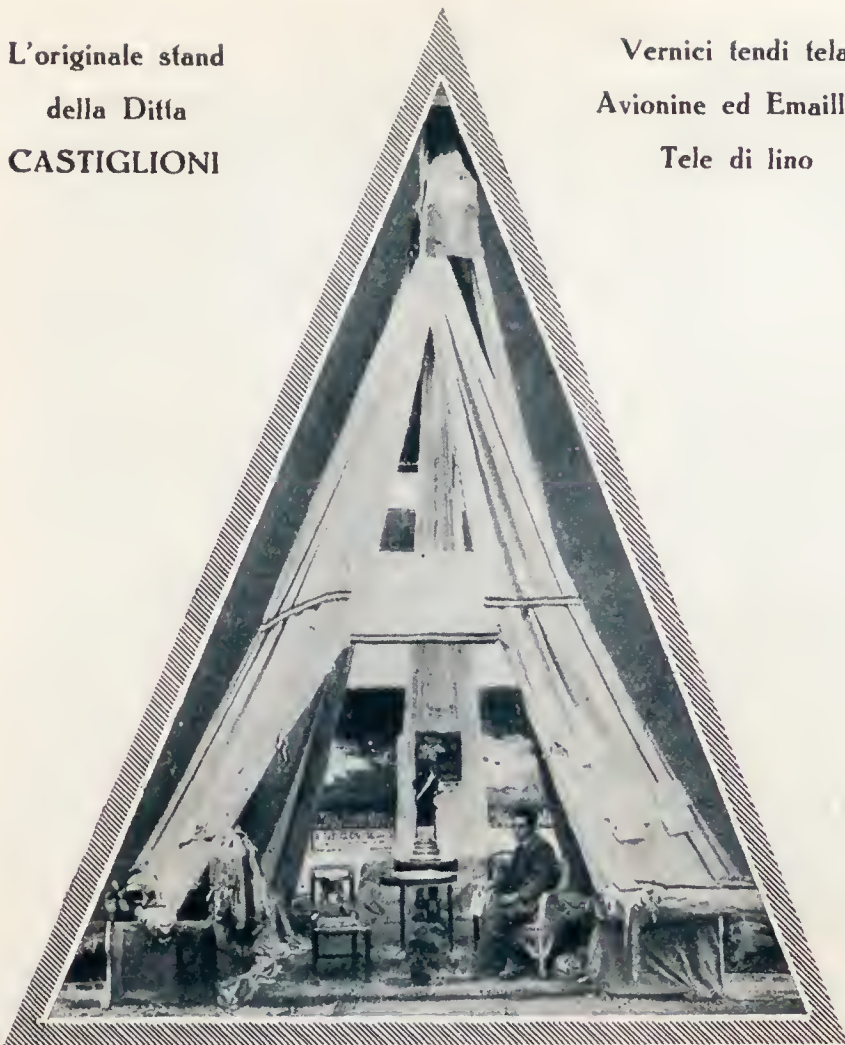 L'originale stand
della Ditta
CASTIGLIONI
Vernici tendi tela
Avionine ed Emaill
Tele di lino